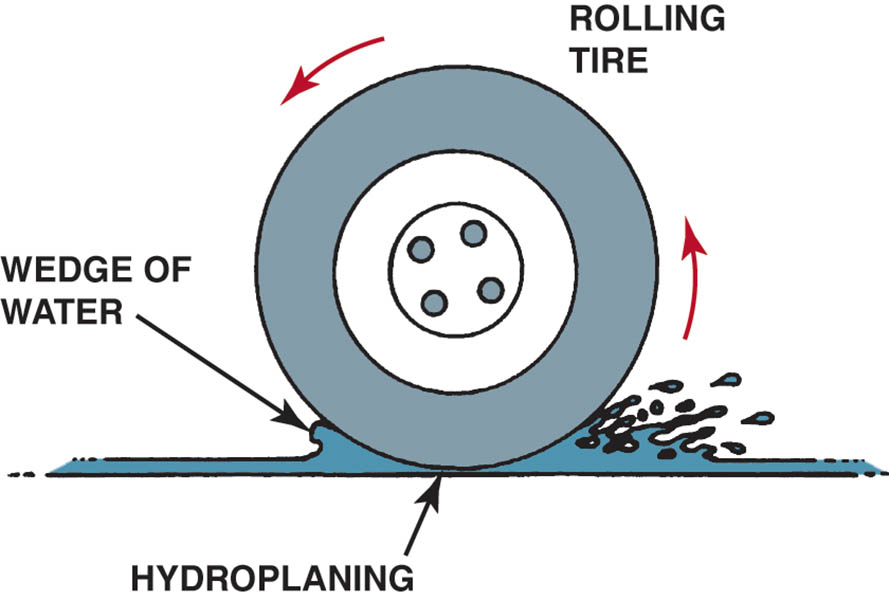 ROLLING
TIRE
WEDGE OF
WATER
HYDROPLANING